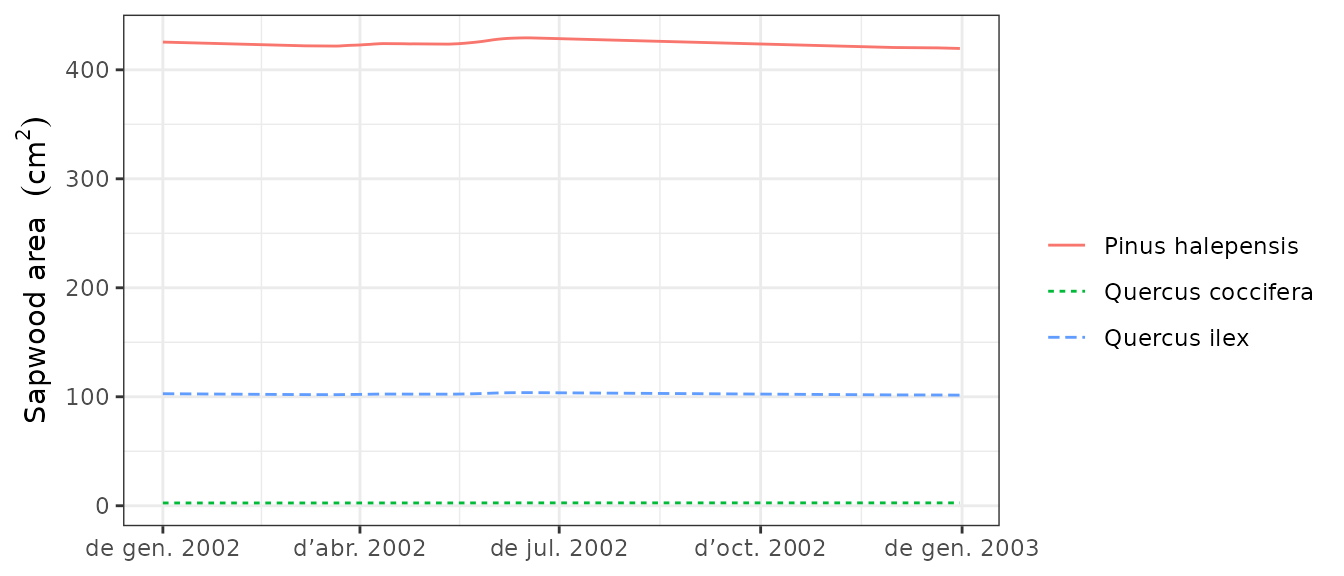 Sapwood area (cm²)
400
300
200
100
0
de gen. 2002
d’abr. 2002
de jul. 2002
d’oct. 2002
de gen. 2003
Pinus halepensis
Quercus coccifera
Quercus ilex